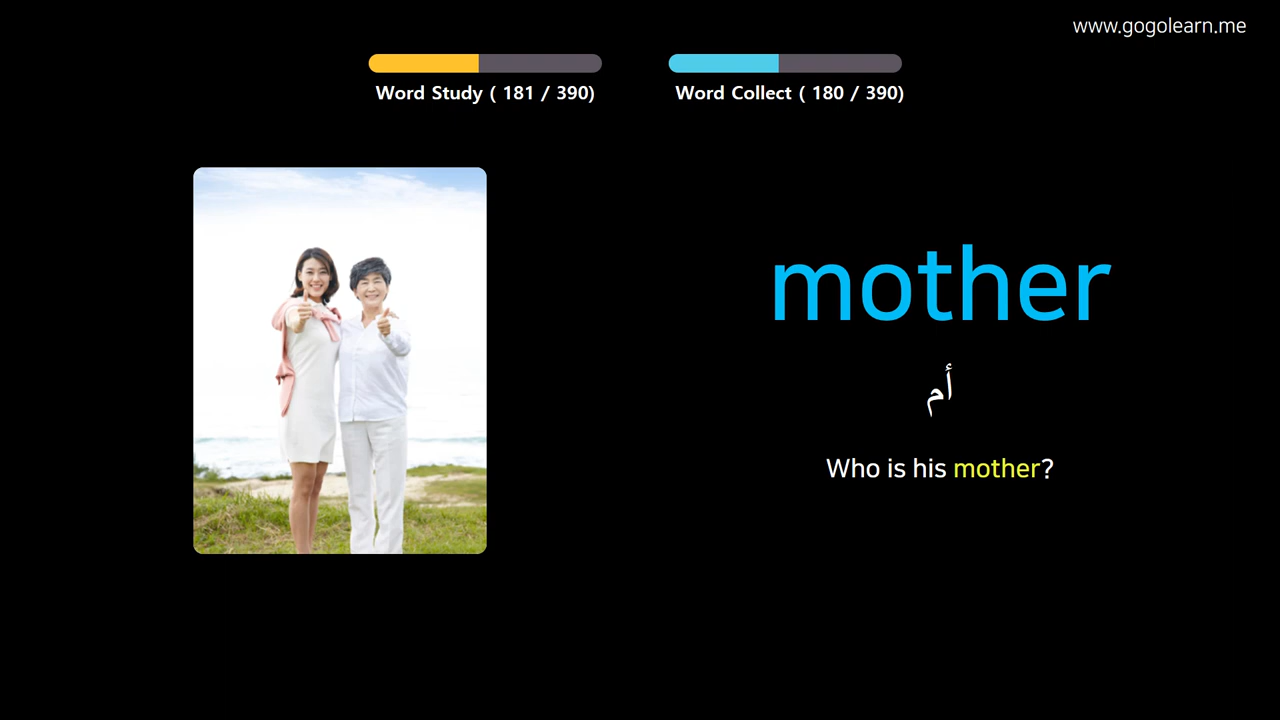 www.gogolearn.me
Word Study ( 181 / 390)
Word Collect ( 180 / 390)
mother
أم
Who is his mother?